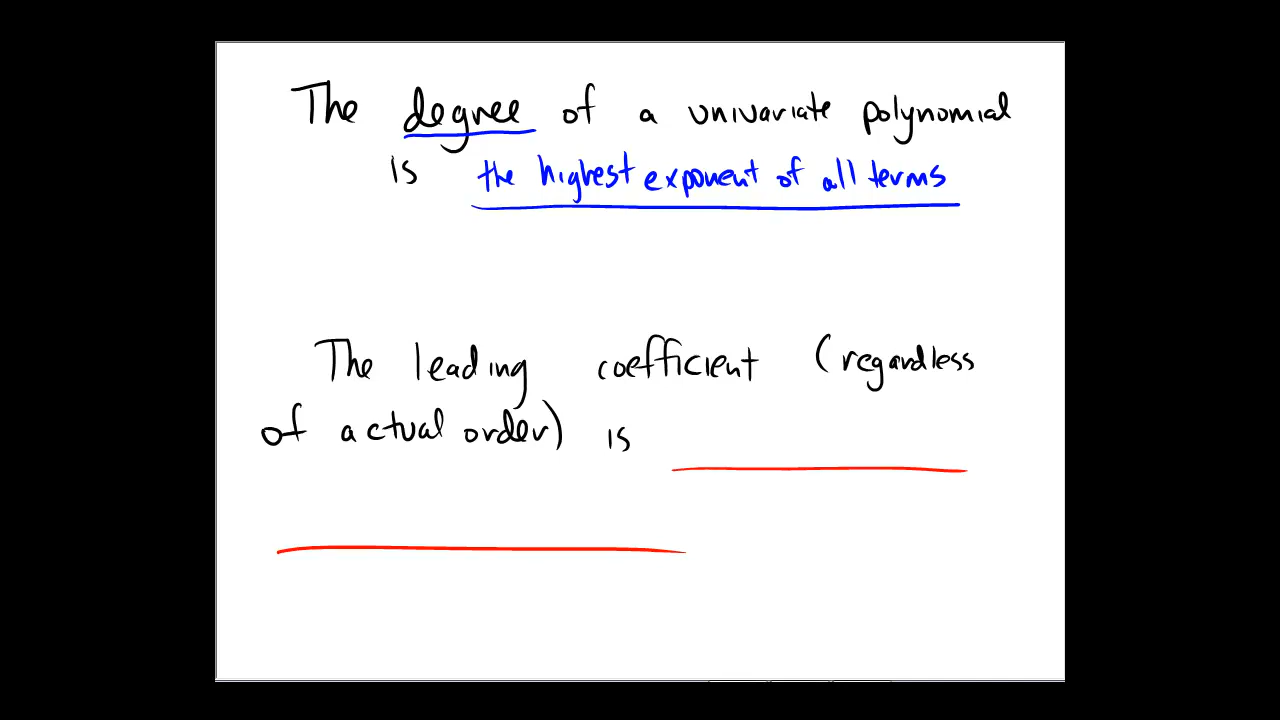 The degree of a univariate polynomial
is the highest exponent of all terms
The leading coefficient (regardless
of actual order) is